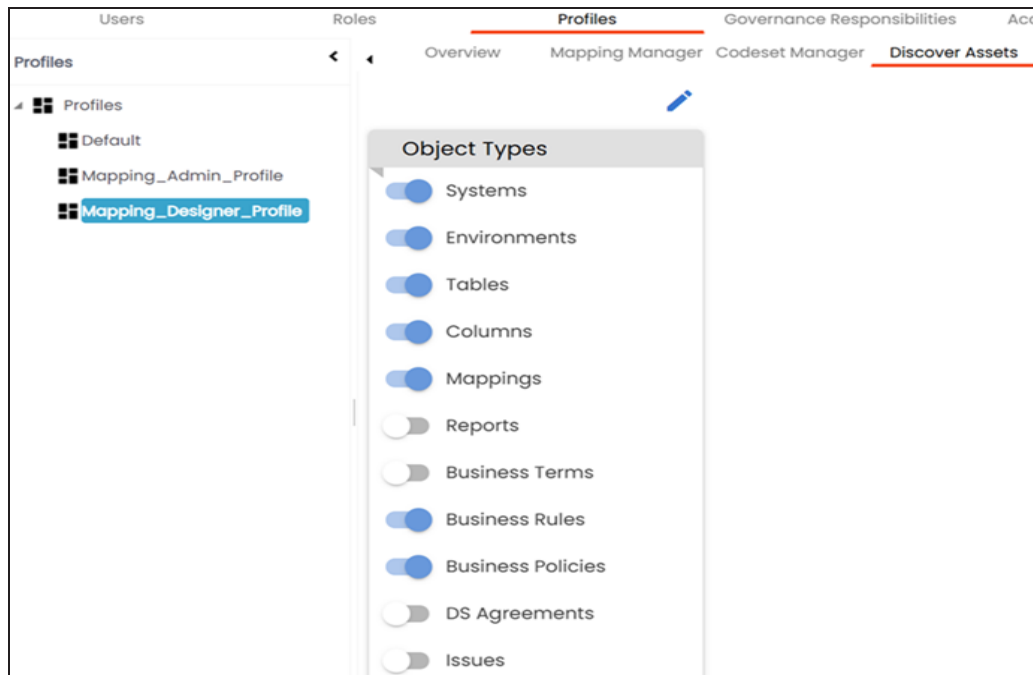 Users Roles Profiles Governance Responsibilities
Profiles Overview Mapping Manager Codeset Manager Discover Assets
Profiles
Default
Mapping_Admin_Profile
Mapping_Designer_Profile
Object Types
Systems
Environments
Tables
Columns
Mappings
Reports
Business Terms
Business Rules
Business Policies
DS Agreements
Issues